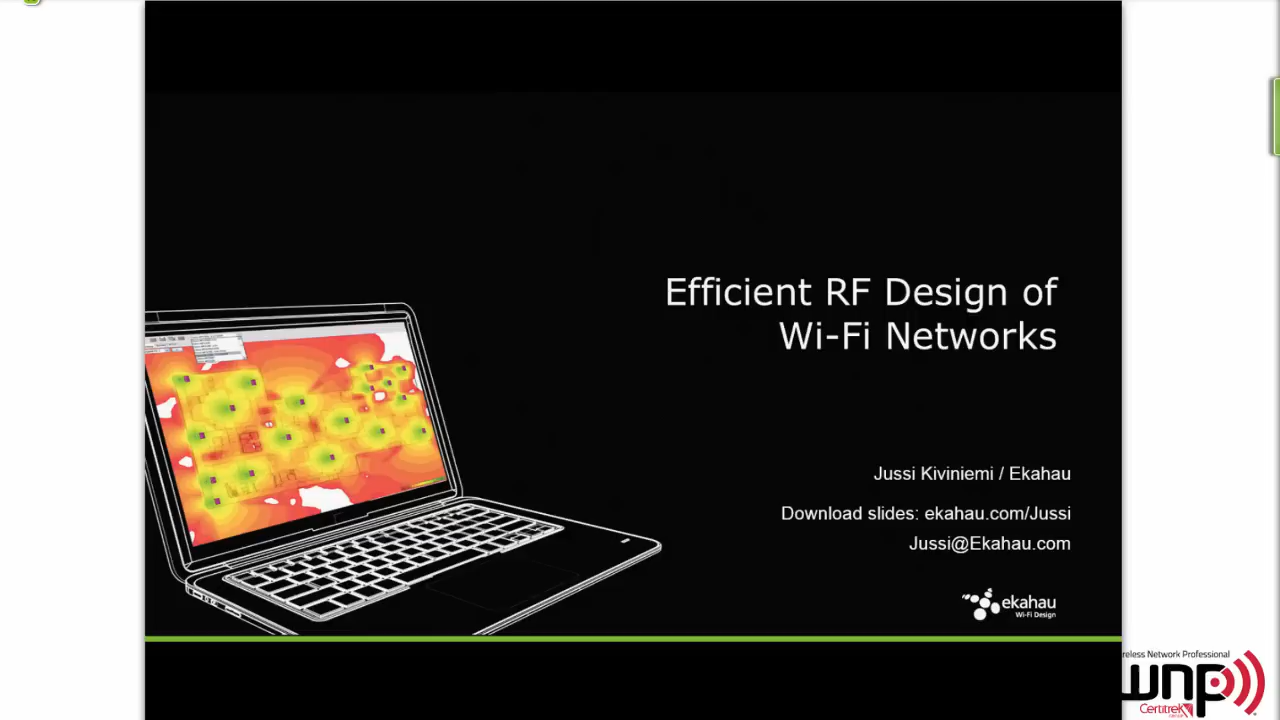 Efficient RF Design of
Wi-Fi Networks
Jussi Kiviniemi / Ekahau
Download slides: ekahau.com/Jussi
Jussi@Ekahau.com
ekahau
Wi-Fi Design
reless Network Professional
wnp
Certitrek